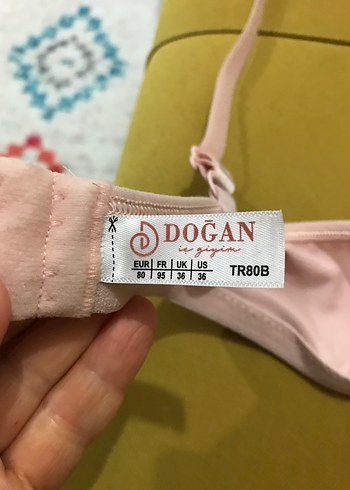 DOĞAN
iç giyim
EUR | FR | UK | US
80 | 95 | 36 | 36
TR80B